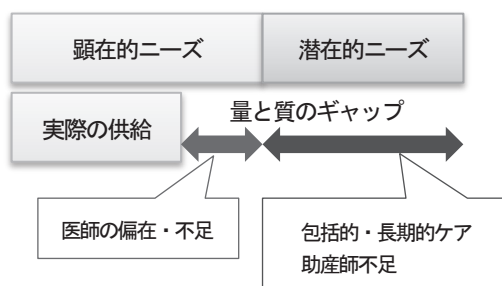 顕在的ニーズ
潜在的ニーズ
実際の供給
量と質のギャップ
医師の偏在・不足
包括的・長期的ケア
助産師不足